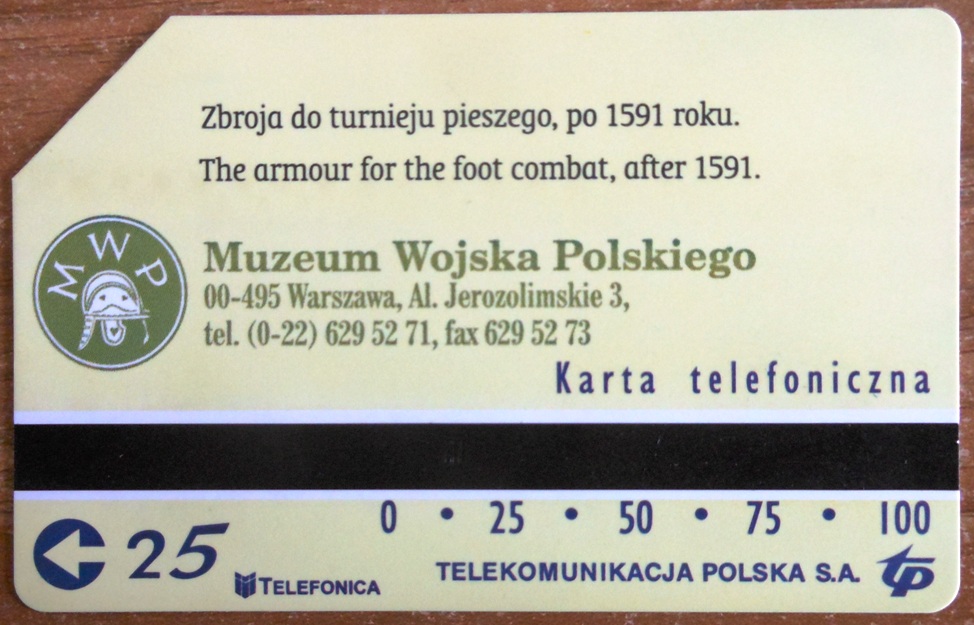 Zbroja do turnieju pieszego, po 1591 roku.
The armour for the foot combat, after 1591.
MWP
Muzeum Wojska Polskiego
00-495 Warszawa, Al. Jerozolimskie 3,
tel. (0-22) 629 52 71, fax 629 52 73
Karta telefoniczna
0 • 25 • 50 • 75 • 100
25
TELEFONICA
TELEKOMUNIKACJA POLSKA S.A. tp